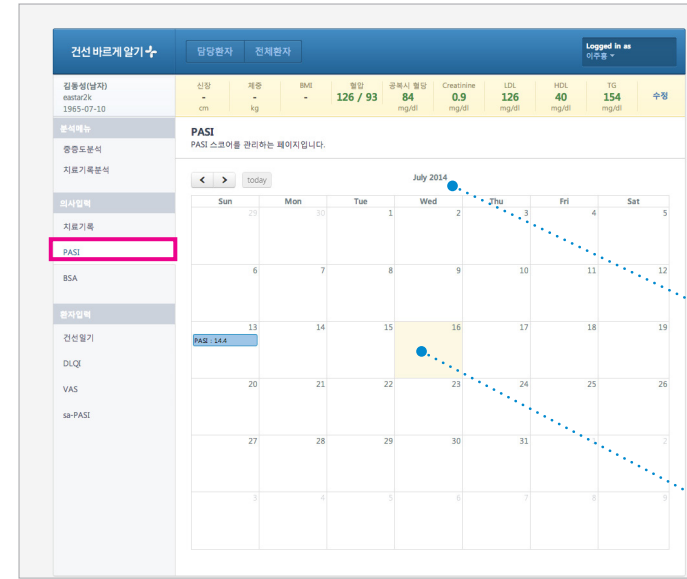 건선 바르게 알기
담당환자 전체환자
Logged in as
이주흥
김동성(남자)
eastar2k
1965-07-10
신장 체중 BMI 혈압 공복시 혈당 Creatinine LDL HDL TG
- - - 126 / 93 84 0.9 126 40 154 수정
cm kg mg/dl mg/dl mg/dl mg/dl mg/dl
분석메뉴
중증도분석
치료기록분석
의사입력
치료기록
PASI
BSA
환자입력
건선일기
DLQI
VAS
sa-PASI
PASI
PASI 스코어를 관리하는 페이지입니다.
today
July 2014
Sun Mon Tue Wed Thu Fri Sat
29 30 1 2 3 4 5
6 7 8 9 10 11 12
13 14 15 16 17 18 19
PASI : 14.4
20 21 22 23 24 25 26
27 28 29 30 31 1 2
3 4 5 6 7 8 9